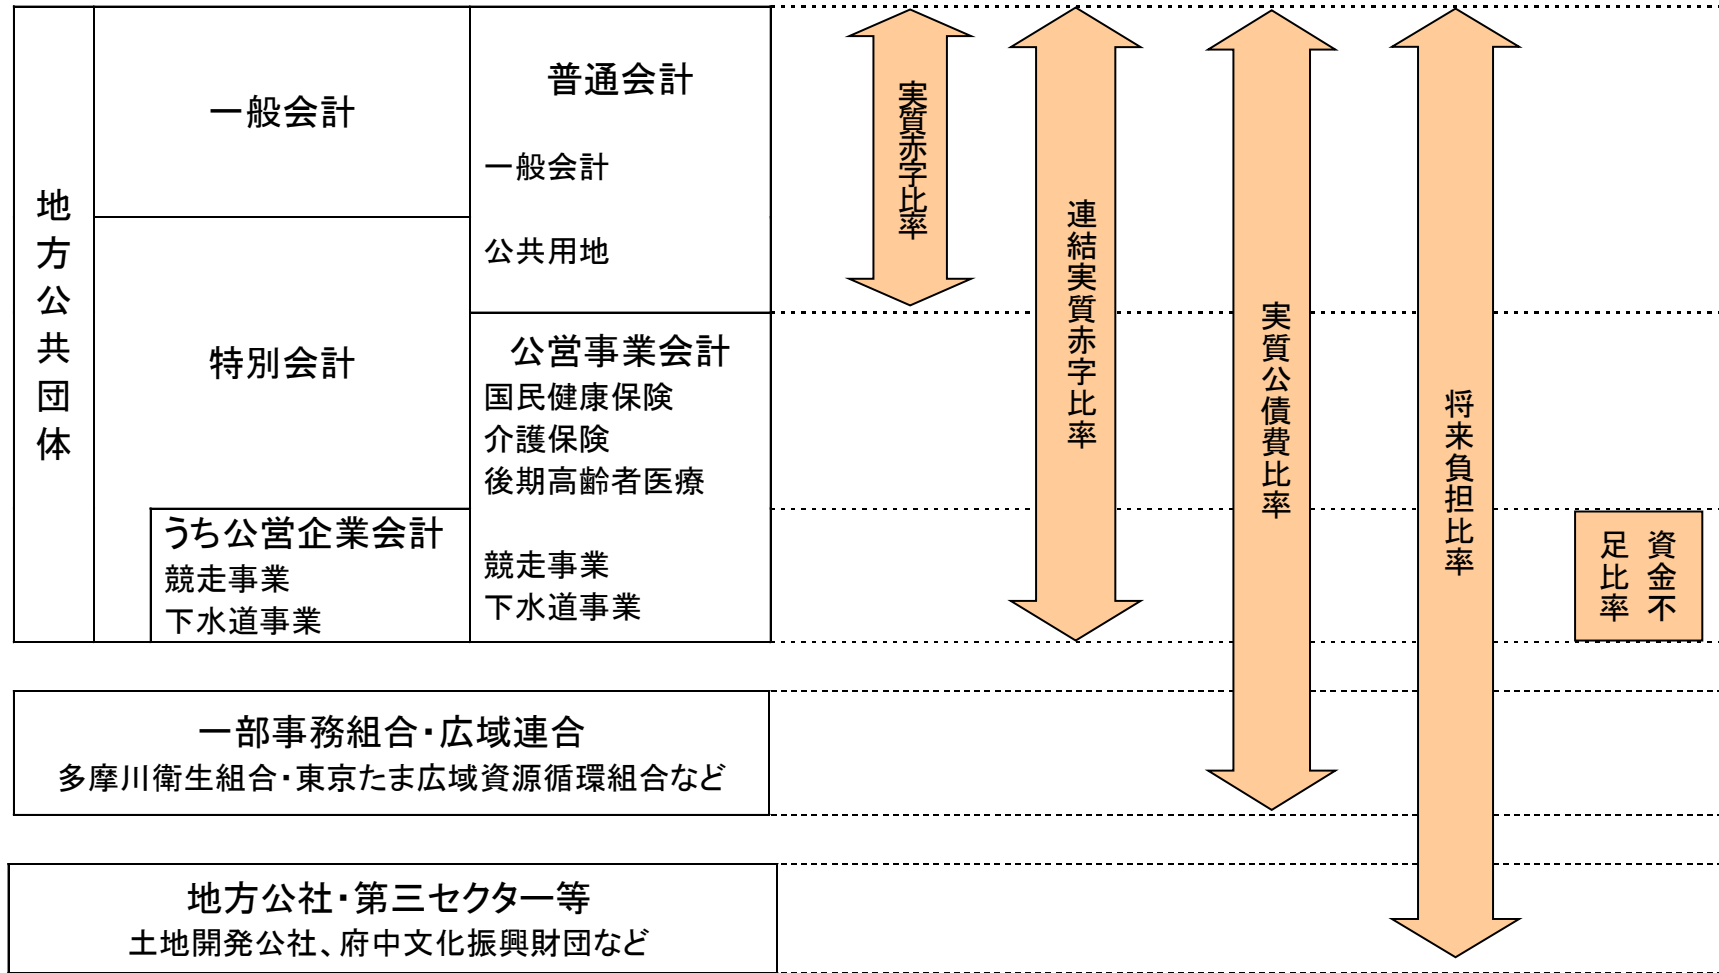 地方公共団体
一般会計
特別会計
うち公営企業会計
競走事業
下水道事業
普通会計
一般会計
公共用地
公営事業会計
国民健康保険
介護保険
後期高齢者医療
競走事業
下水道事業
実質赤字比率
連結実質赤字比率
実質公債費比率
将来負担比率
資金不
足比率
一部事務組合・広域連合
多摩川衛生組合・東京たま広域資源循環組合など
地方公社・第三セクター等
土地開発公社、府中文化振興財団など